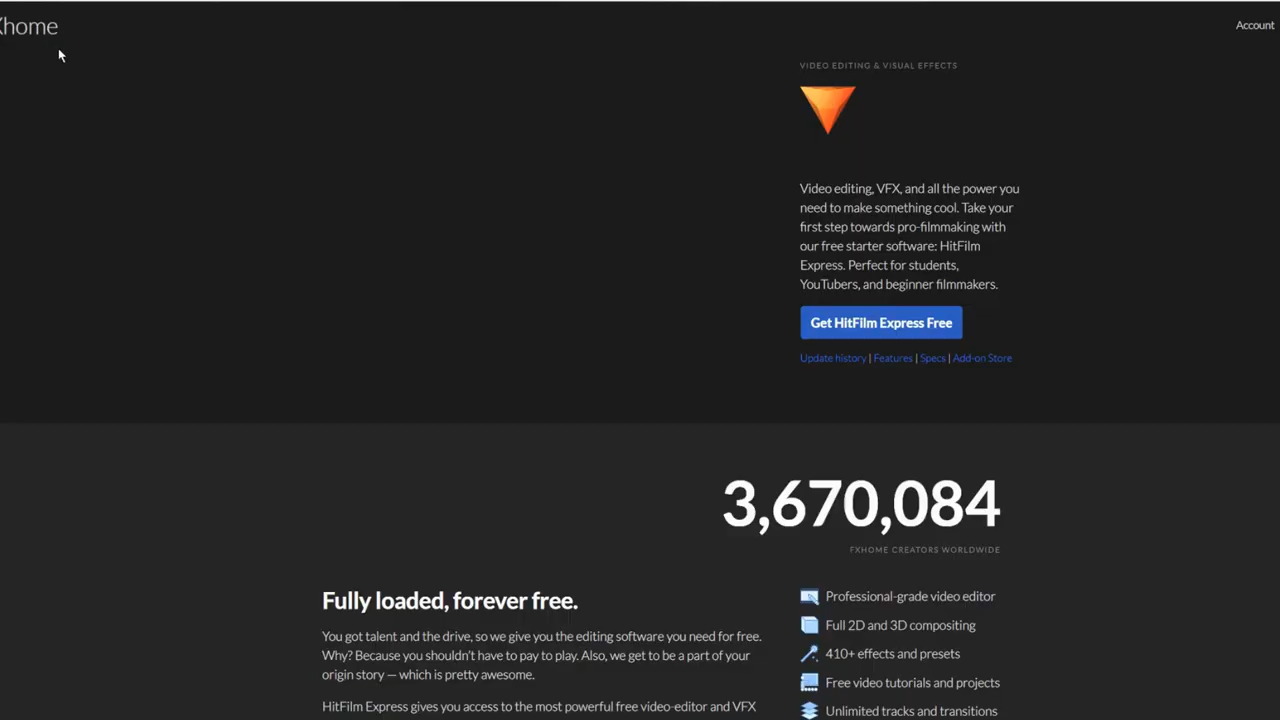 Xhome
Account
VIDEO EDITING & VISUAL EFFECTS
Video editing, VFX, and all the power you
need to make something cool. Take your
first step towards pro-filmmaking with
our free starter software: HitFilm
Express. Perfect for students,
YouTubers, and beginner filmmakers.
Get HitFilm Express Free
Update history | Features | Specs | Add-on Store
3,670,084
FXHOME CREATORS WORLDWIDE
Fully loaded, forever free.
You got talent and the drive, so we give you the editing software you need for free.
Why? Because you shouldn't have to pay to play. Also, we get to be a part of your
origin story — which is pretty awesome.
HitFilm Express gives you access to the most powerful free video-editor and VFX
Professional-grade video editor
Full 2D and 3D compositing
410+ effects and presets
Free video tutorials and projects
Unlimited tracks and transitions